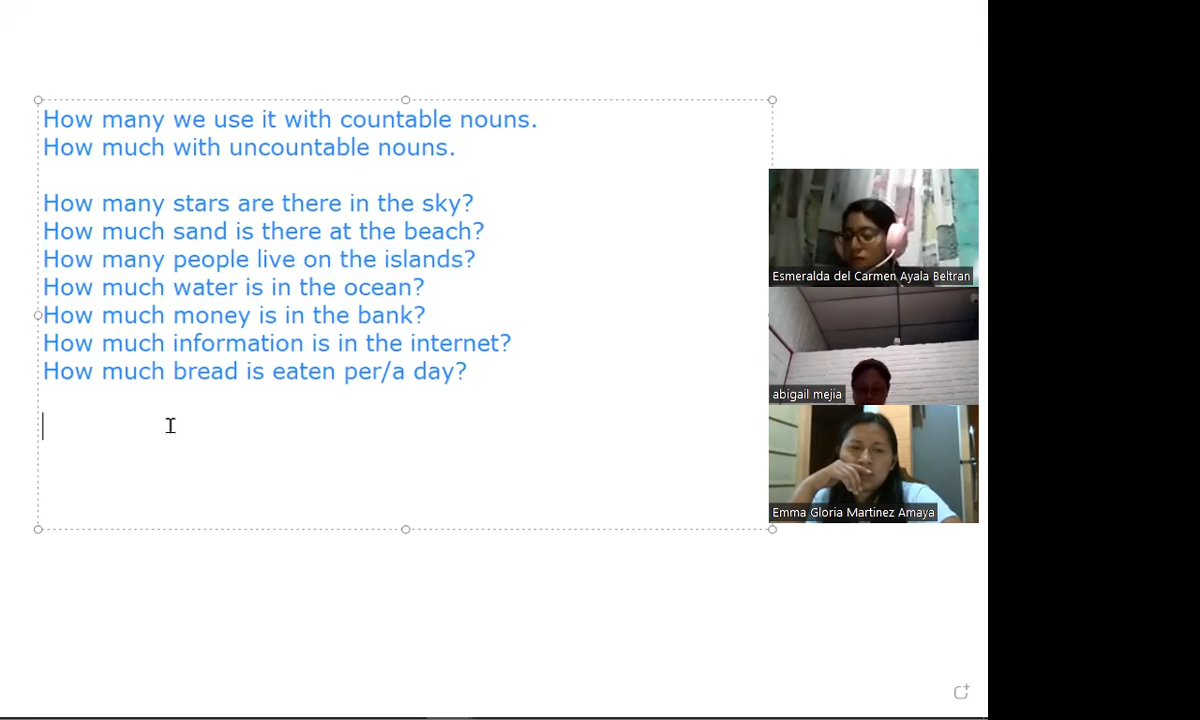 How many we use it with countable nouns.
How much with uncountable nouns.
How many stars are there in the sky?
How much sand is there at the beach?
How many people live on the islands?
How much water is in the ocean?
How much money is in the bank?
How much information is in the internet?
How much bread is eaten per/a day?
Esmeralda del Carmen Ayala Beltran
abigail mejia
Emma Gloria Martinez Amaya